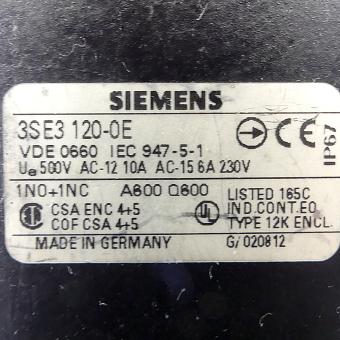 SIEMENS
3SE3 120-0E
VDE 0660 IEC 947-5-1
Ue 500V AC-12 10A AC-15 6A 230V
CE
IP67
1NO+1NC A600 Q600
CSA ENC 4+5
COF CSA 4+5
UL
LISTED 165C
IND.CONT.EQ
TYPE 12K ENCL.
MADE IN GERMANY G/020812